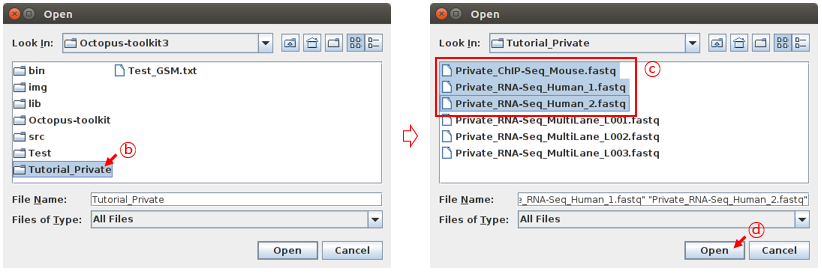 Open
Look In: Octopus-toolkit3
bin
Test_GSM.txt
img
lib
Octopus-toolkit
src
Test
ⓑ
Tutorial_Private
File Name: Tutorial_Private
Files of Type: All Files
Open Cancel
Open
Look In: Tutorial_Private
ⓒ
Private_ChIP-Seq_Mouse.fastq
Private_RNA-Seq_Human_1.fastq
Private_RNA-Seq_Human_2.fastq
Private_RNA-Seq_MultiLane_L001.fastq
Private_RNA-Seq_MultiLane_L002.fastq
Private_RNA-Seq_MultiLane_L003.fastq
File Name: e_RNA-Seq_Human_1.fastq" "Private_RNA-Seq_Human_2.fastq"
Files of Type: All Files
ⓓ
Open Cancel